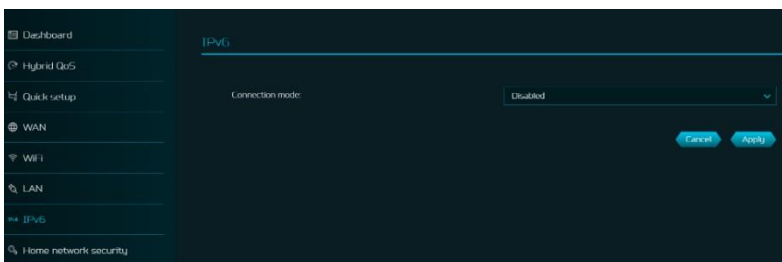 Dashboard
IPv6
Hybrid QoS
Quick setup
Connection mode:
Disabled
WAN
Cancel
Apply
WiFi
LAN
IPv6
Home network security